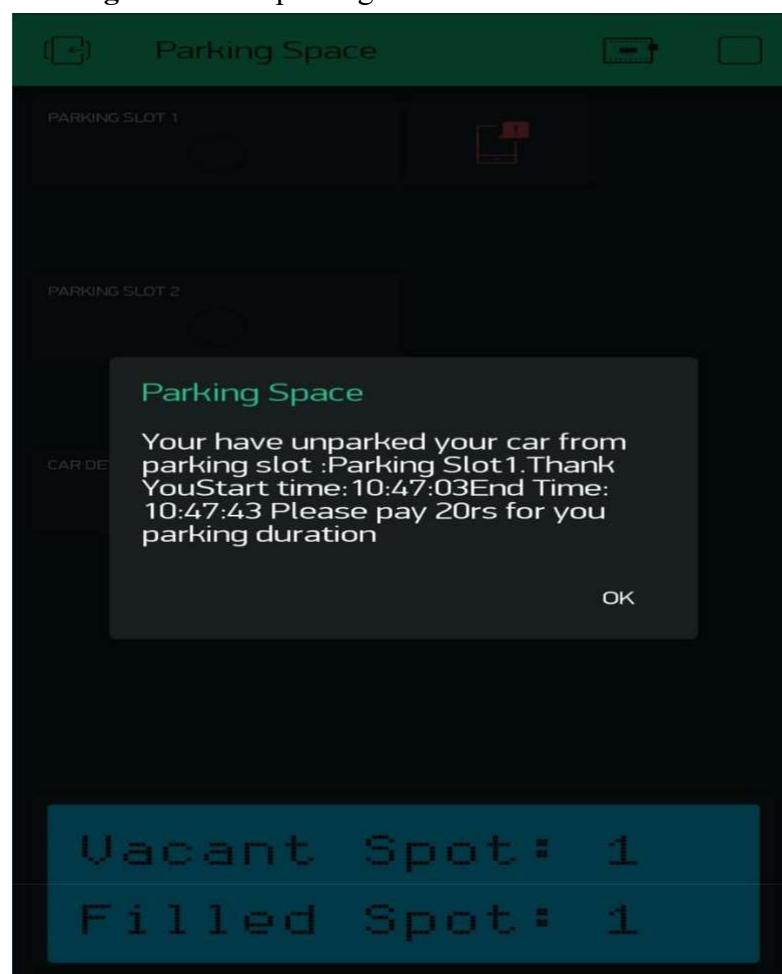 Parking Space
PARKING SLOT 1
PARKING SLOT 2
Parking Space
Your have unparked your car from
CAR DE
parking slot :Parking Slot1.Thank
YouStart time:10:47:03End Time:
10:47:43 Please pay 20rs for you
parking duration
OK
Vacant Spot: 1
Filled Spot: 1